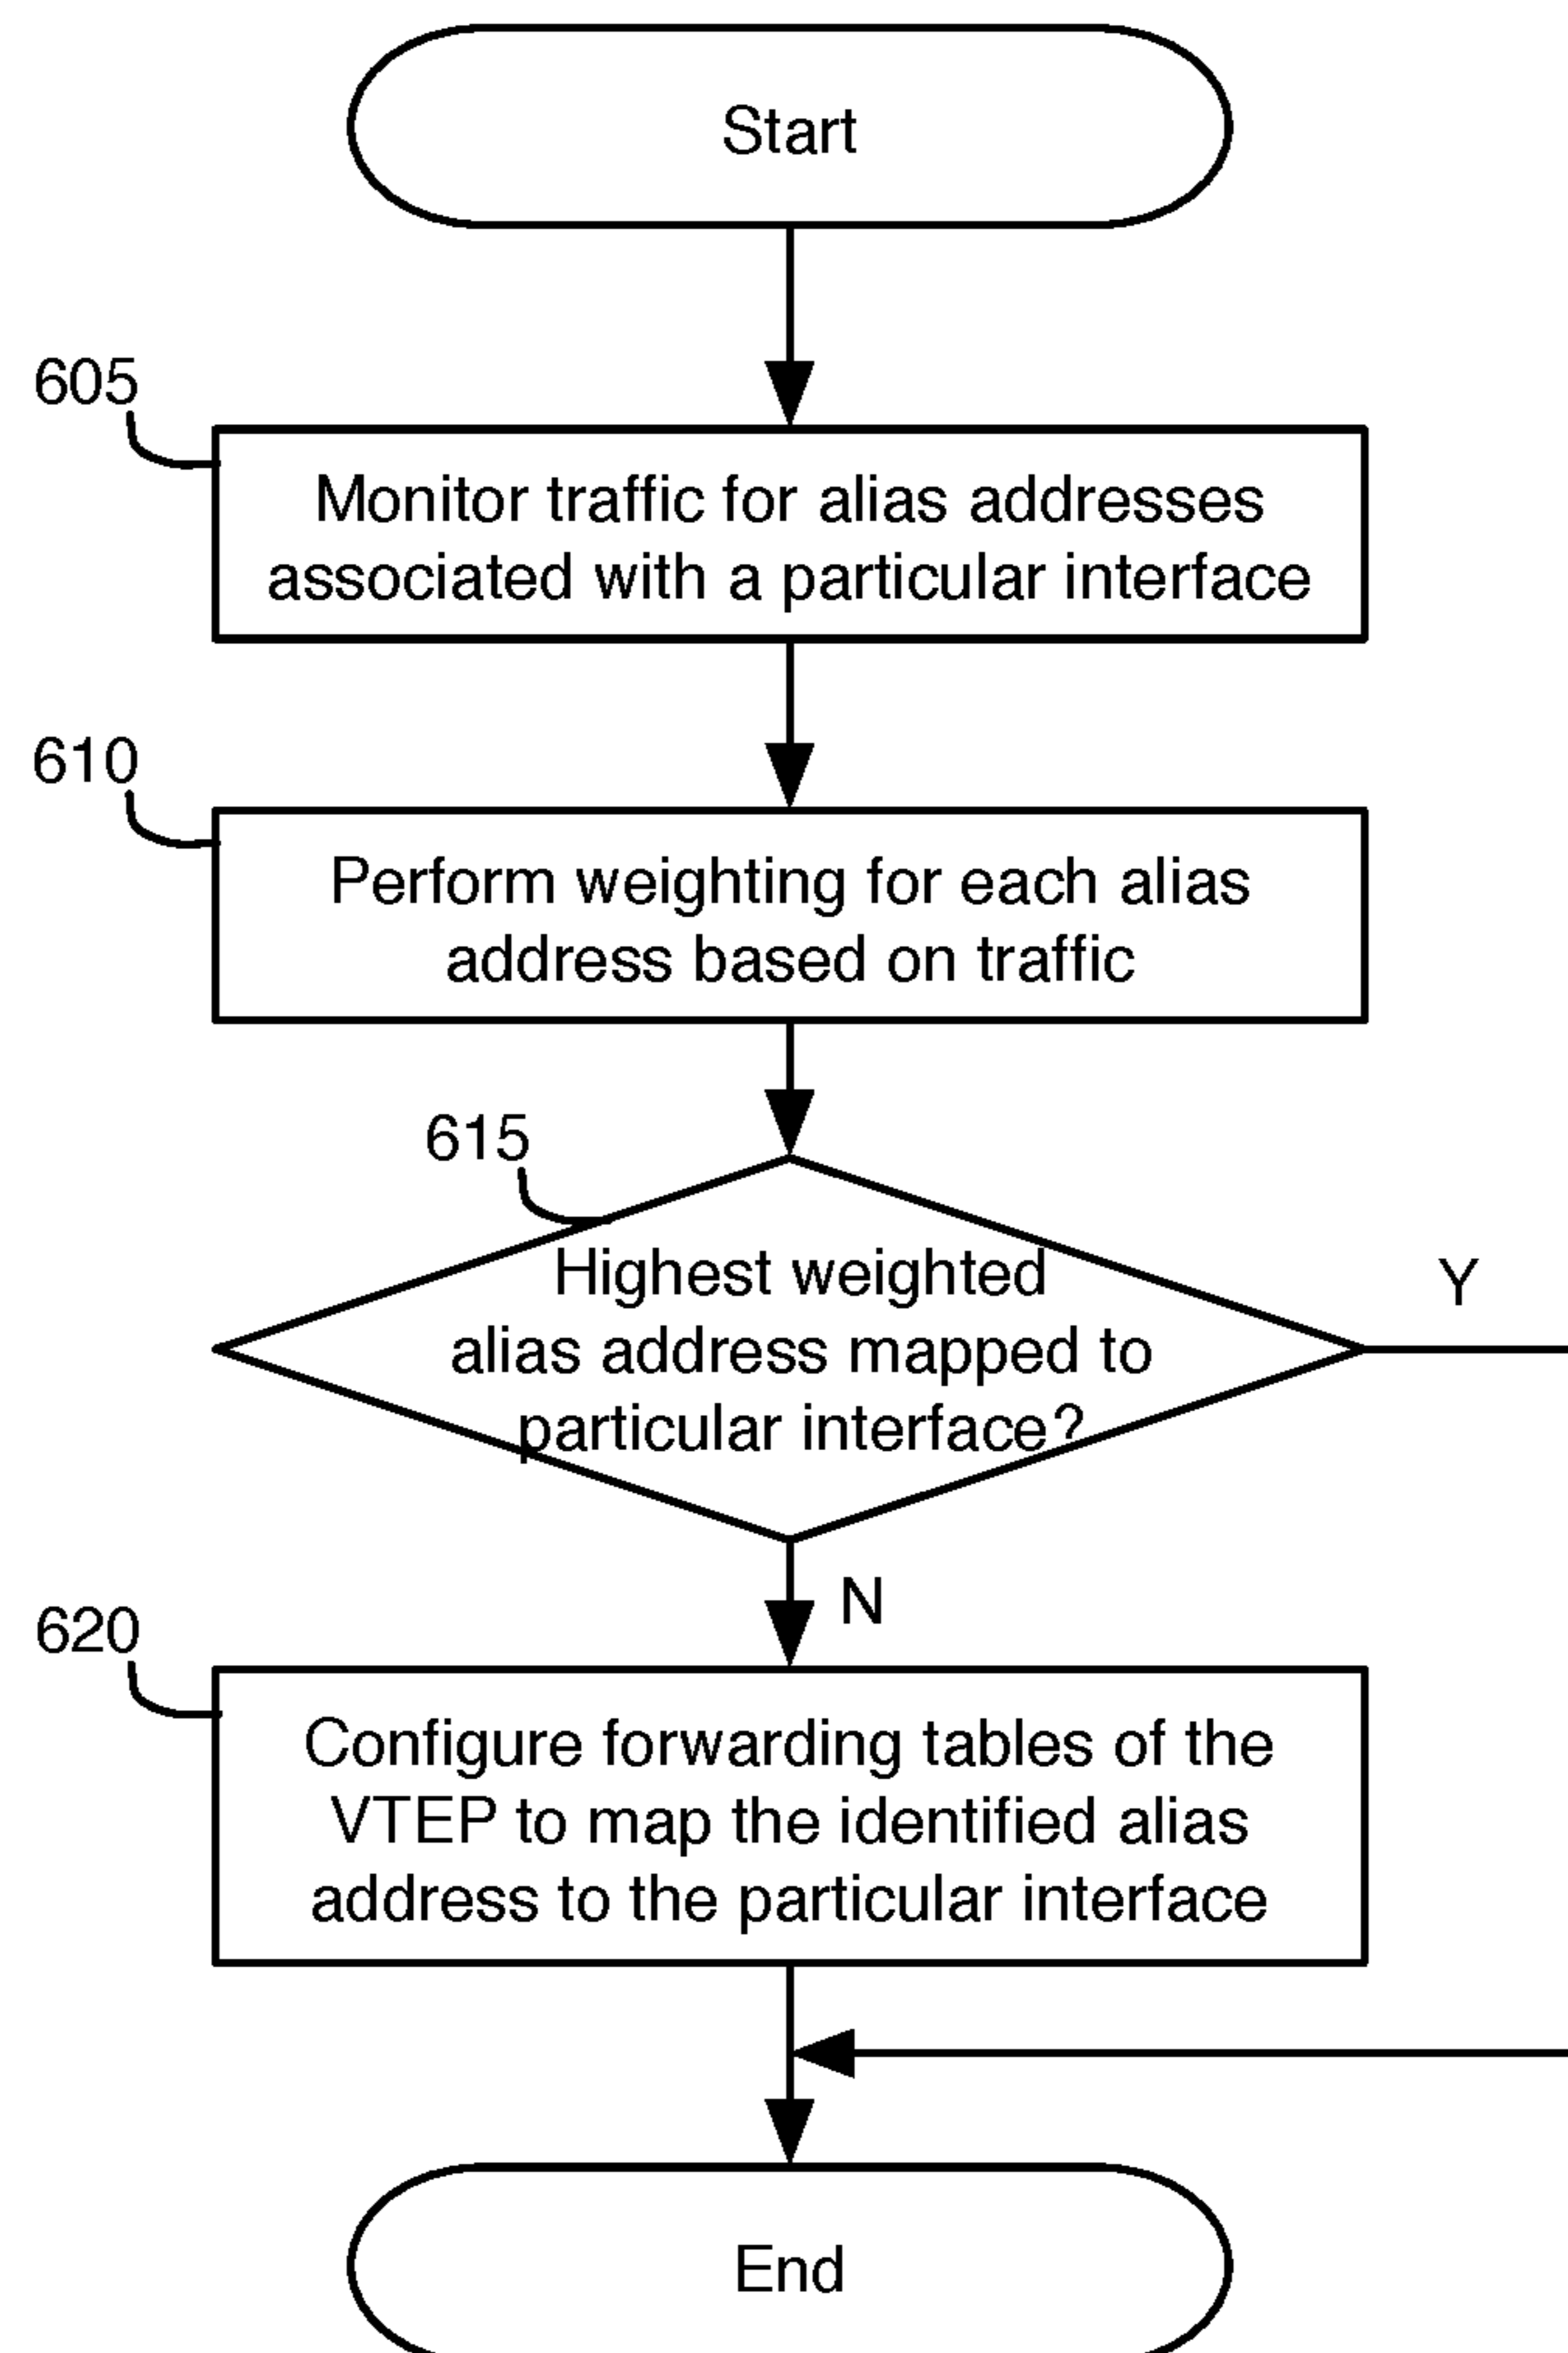 Start
605
Monitor traffic for alias addresses
associated with a particular interface
610
Perform weighting for each alias
address based on traffic
615
Highest weighted
alias address mapped to
particular interface?
Y
N
620
Configure forwarding tables of the
VTEP to map the identified alias
address to the particular interface
End